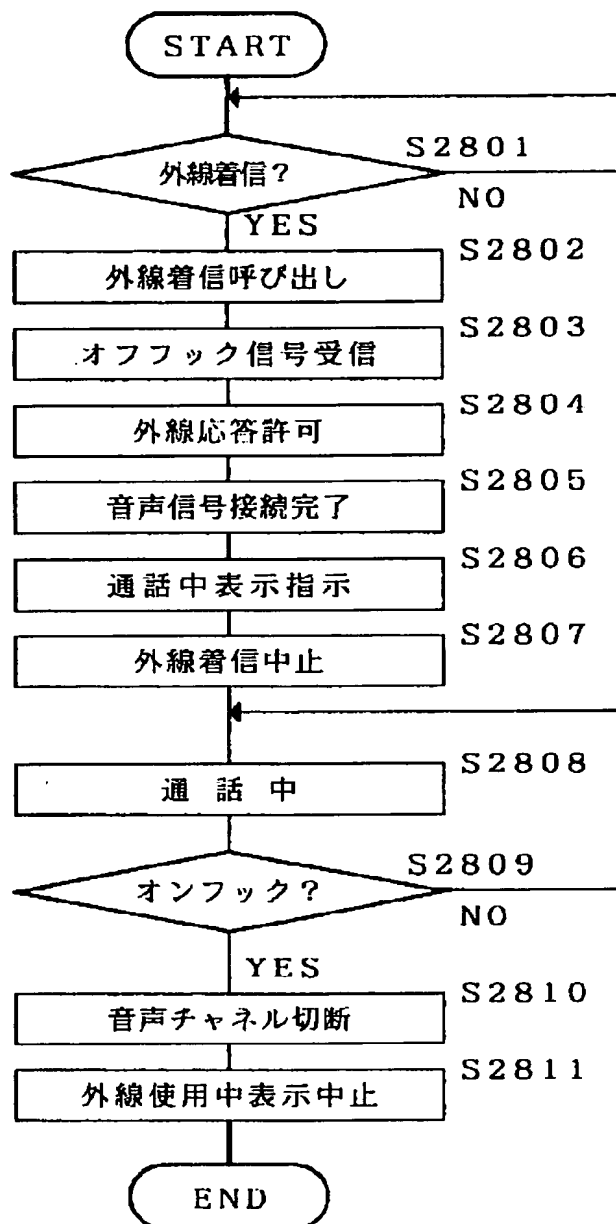 START
S2801
外線着信?
NO
YES
S2802
外線着信呼び出し
S2803
オフフック信号受信
S2804
外線応答許可
S2805
音声信号接続完了
S2806
通話中表示指示
S2807
外線着信中止
S2808
通話中
S2809
オンフック?
NO
YES
S2810
音声チャネル切断
S2811
外線使用中表示中止
END